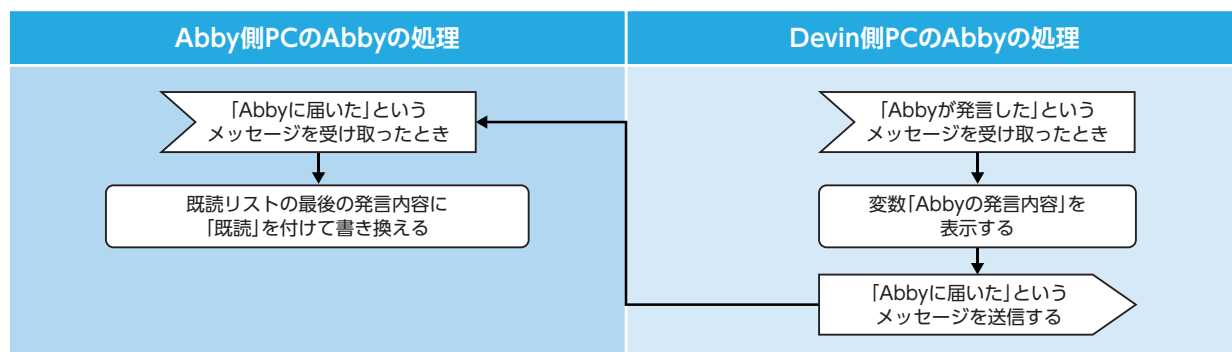 Abby側PCのAbbyの処理
Devin側PCのAbbyの処理
「Abbyに届いた」という
メッセージを受け取ったとき
既読リストの最後の発言内容に
「既読」を付けて書き換える
「Abbyが発言した」という
メッセージを受け取ったとき
変数「Abbyの発言内容」を
表示する
「Abbyに届いた」という
メッセージを送信する